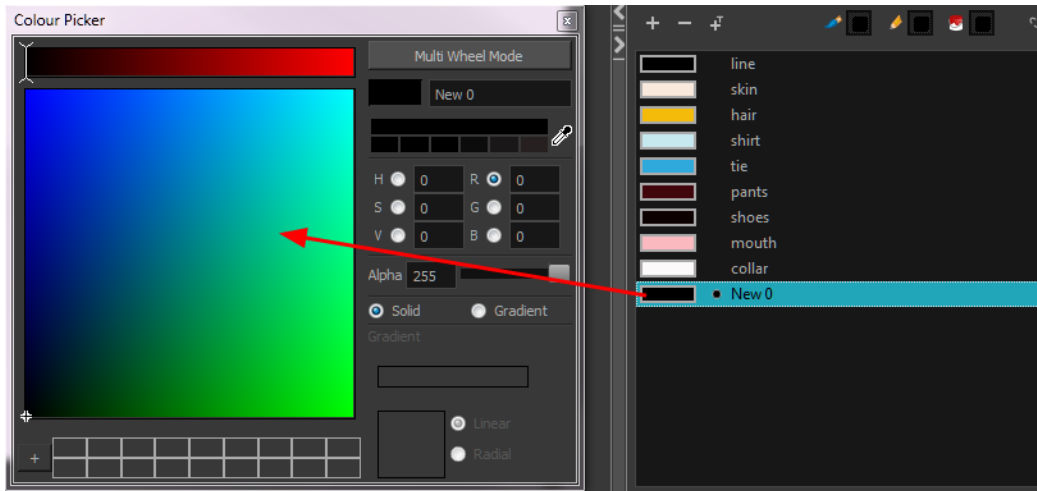 Colour Picker
Multi Wheel Mode
New 0
H 0 R 0
S 0 G 0
V 0 B 0
Alpha 255
Solid Gradient
Gradient
Linear
Radial
+
line
skin
hair
shirt
tie
pants
shoes
mouth
collar
New 0